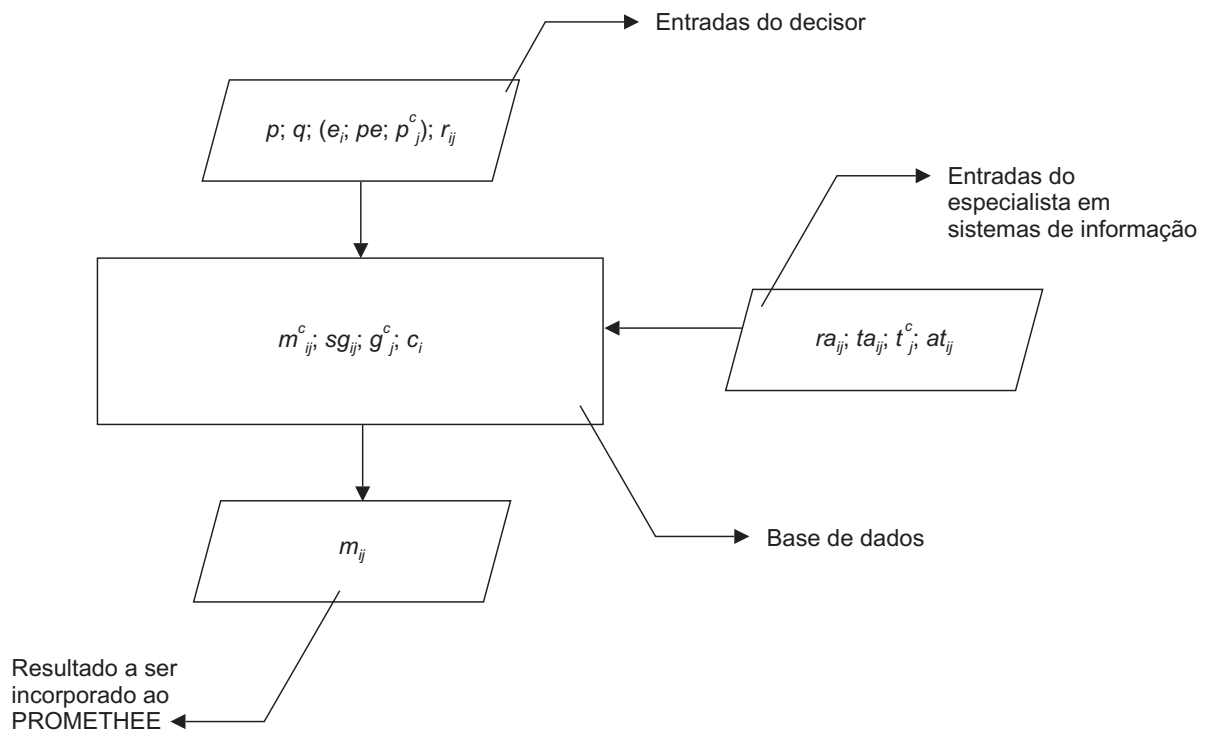 Entradas do decisor
p; q; (e_i; pe; p^c_j); r_ij
Entradas do
especialista em
sistemas de informação
m^c_ij; sg_ij; g^c_j; c_i
ra_ij; ta_ij; t^c_j; at_ij
Base de dados
m_ij
Resultado a ser
incorporado ao
PROMETHEE